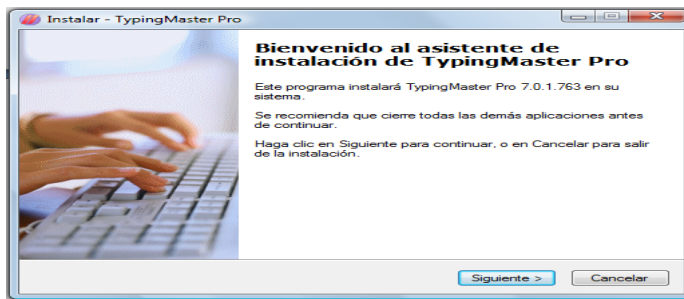 Instalar - TypingMaster Pro
Bienvenido al asistente de
instalación de TypingMaster Pro
Este programa instalará TypingMaster Pro 7.0.1.763 en su
sistema.
Se recomienda que cierre todas las demás aplicaciones antes
de continuar.
Haga clic en Siguiente para continuar, o en Cancelar para salir
de la instalación.
Siguiente >
Cancelar